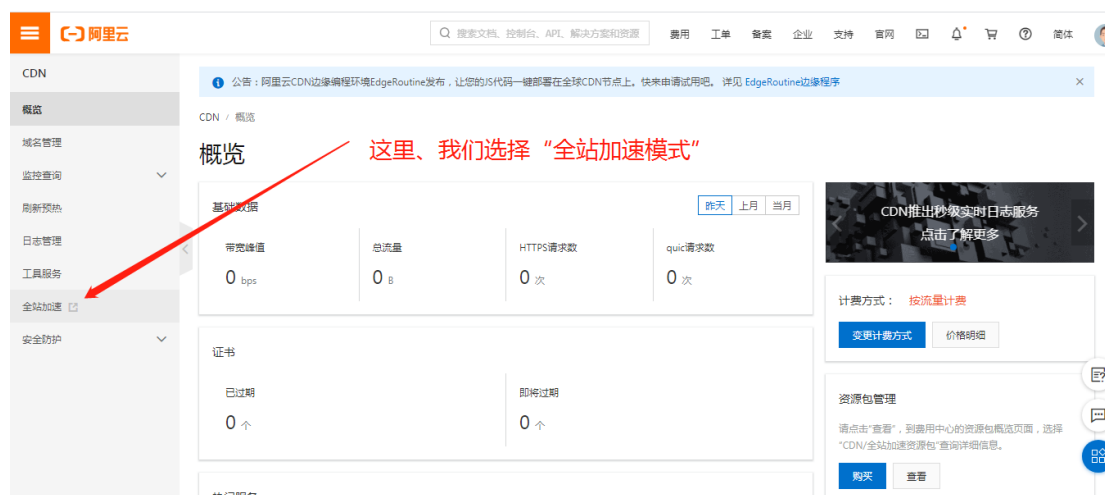 阿里云
搜索文档、控制台、API、解决方案和资源
费用 工单 备案 企业 支持 官网 简体
CDN
概览
域名管理
监控查询
刷新预热
日志管理
工具服务
全站加速
安全防护
公告：阿里云CDN边缘编程环境EdgeRoutine发布，让您的JS代码一键部署在全球CDN节点上。快来申请试用吧。 详见 EdgeRoutine边缘程序
CDN / 概览
概览
这里、我们选择“全站加速模式”
基础数据
昨天 上月 当月
带宽峰值 总流量 HTTPS请求数 quic请求数
0 bps 0 B 0 次 0 次
证书
已过期 即将过期
0 个 0 个
CDN推出秒级实时日志服务
点击了解更多
计费方式： 按流量计费
变更计费方式 价格明细
资源包管理
请点击“查看”，到费用中心的资源包概览页面，选择
“CDN/全站加速资源包”查询详细信息。
购买 查看